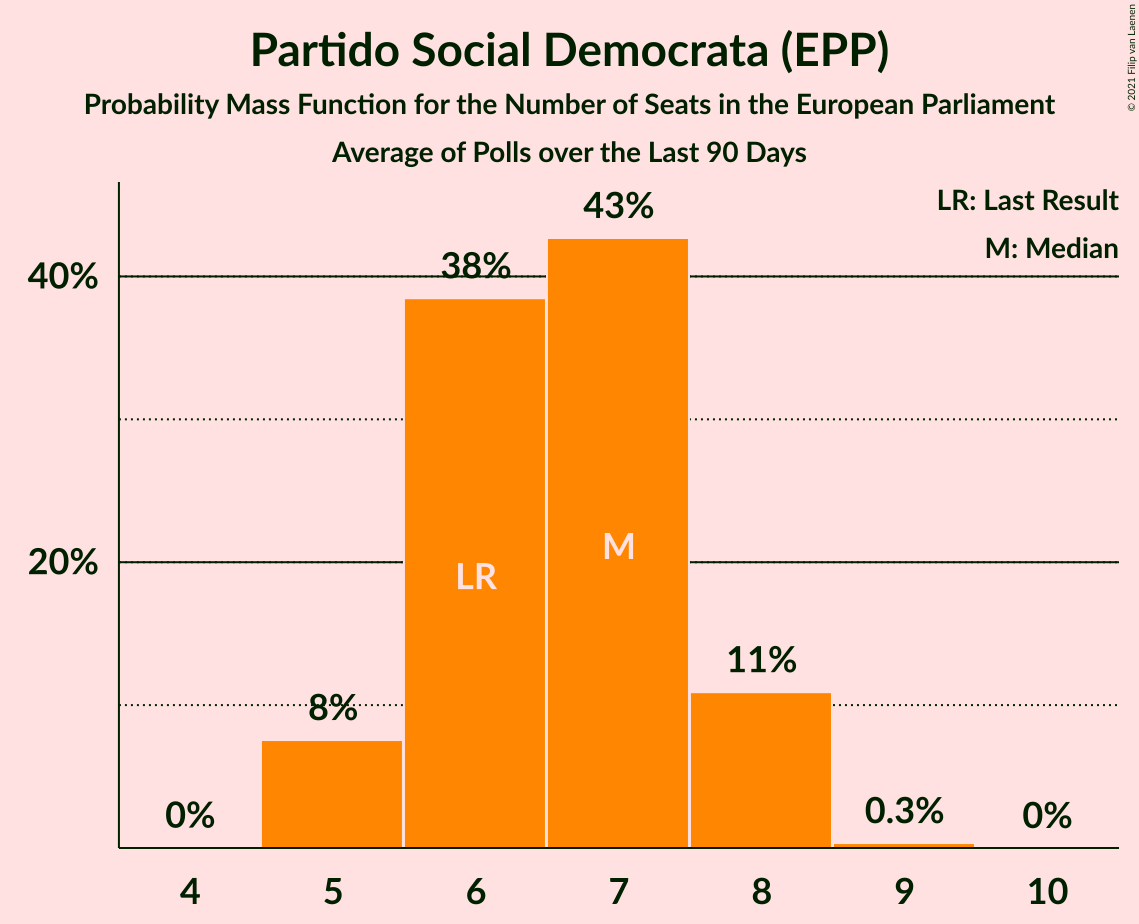 Partido Social Democrata (EPP)
Probability Mass Function for the Number of Seats in the European Parliament
Average of Polls over the Last 90 Days
© 2021 Filip van Laenen
LR: Last Result
M: Median
43%
38%
40%
M
20%
LR
11%
8%
0%
0.3%
0%
4 5 6 7 8 9 10